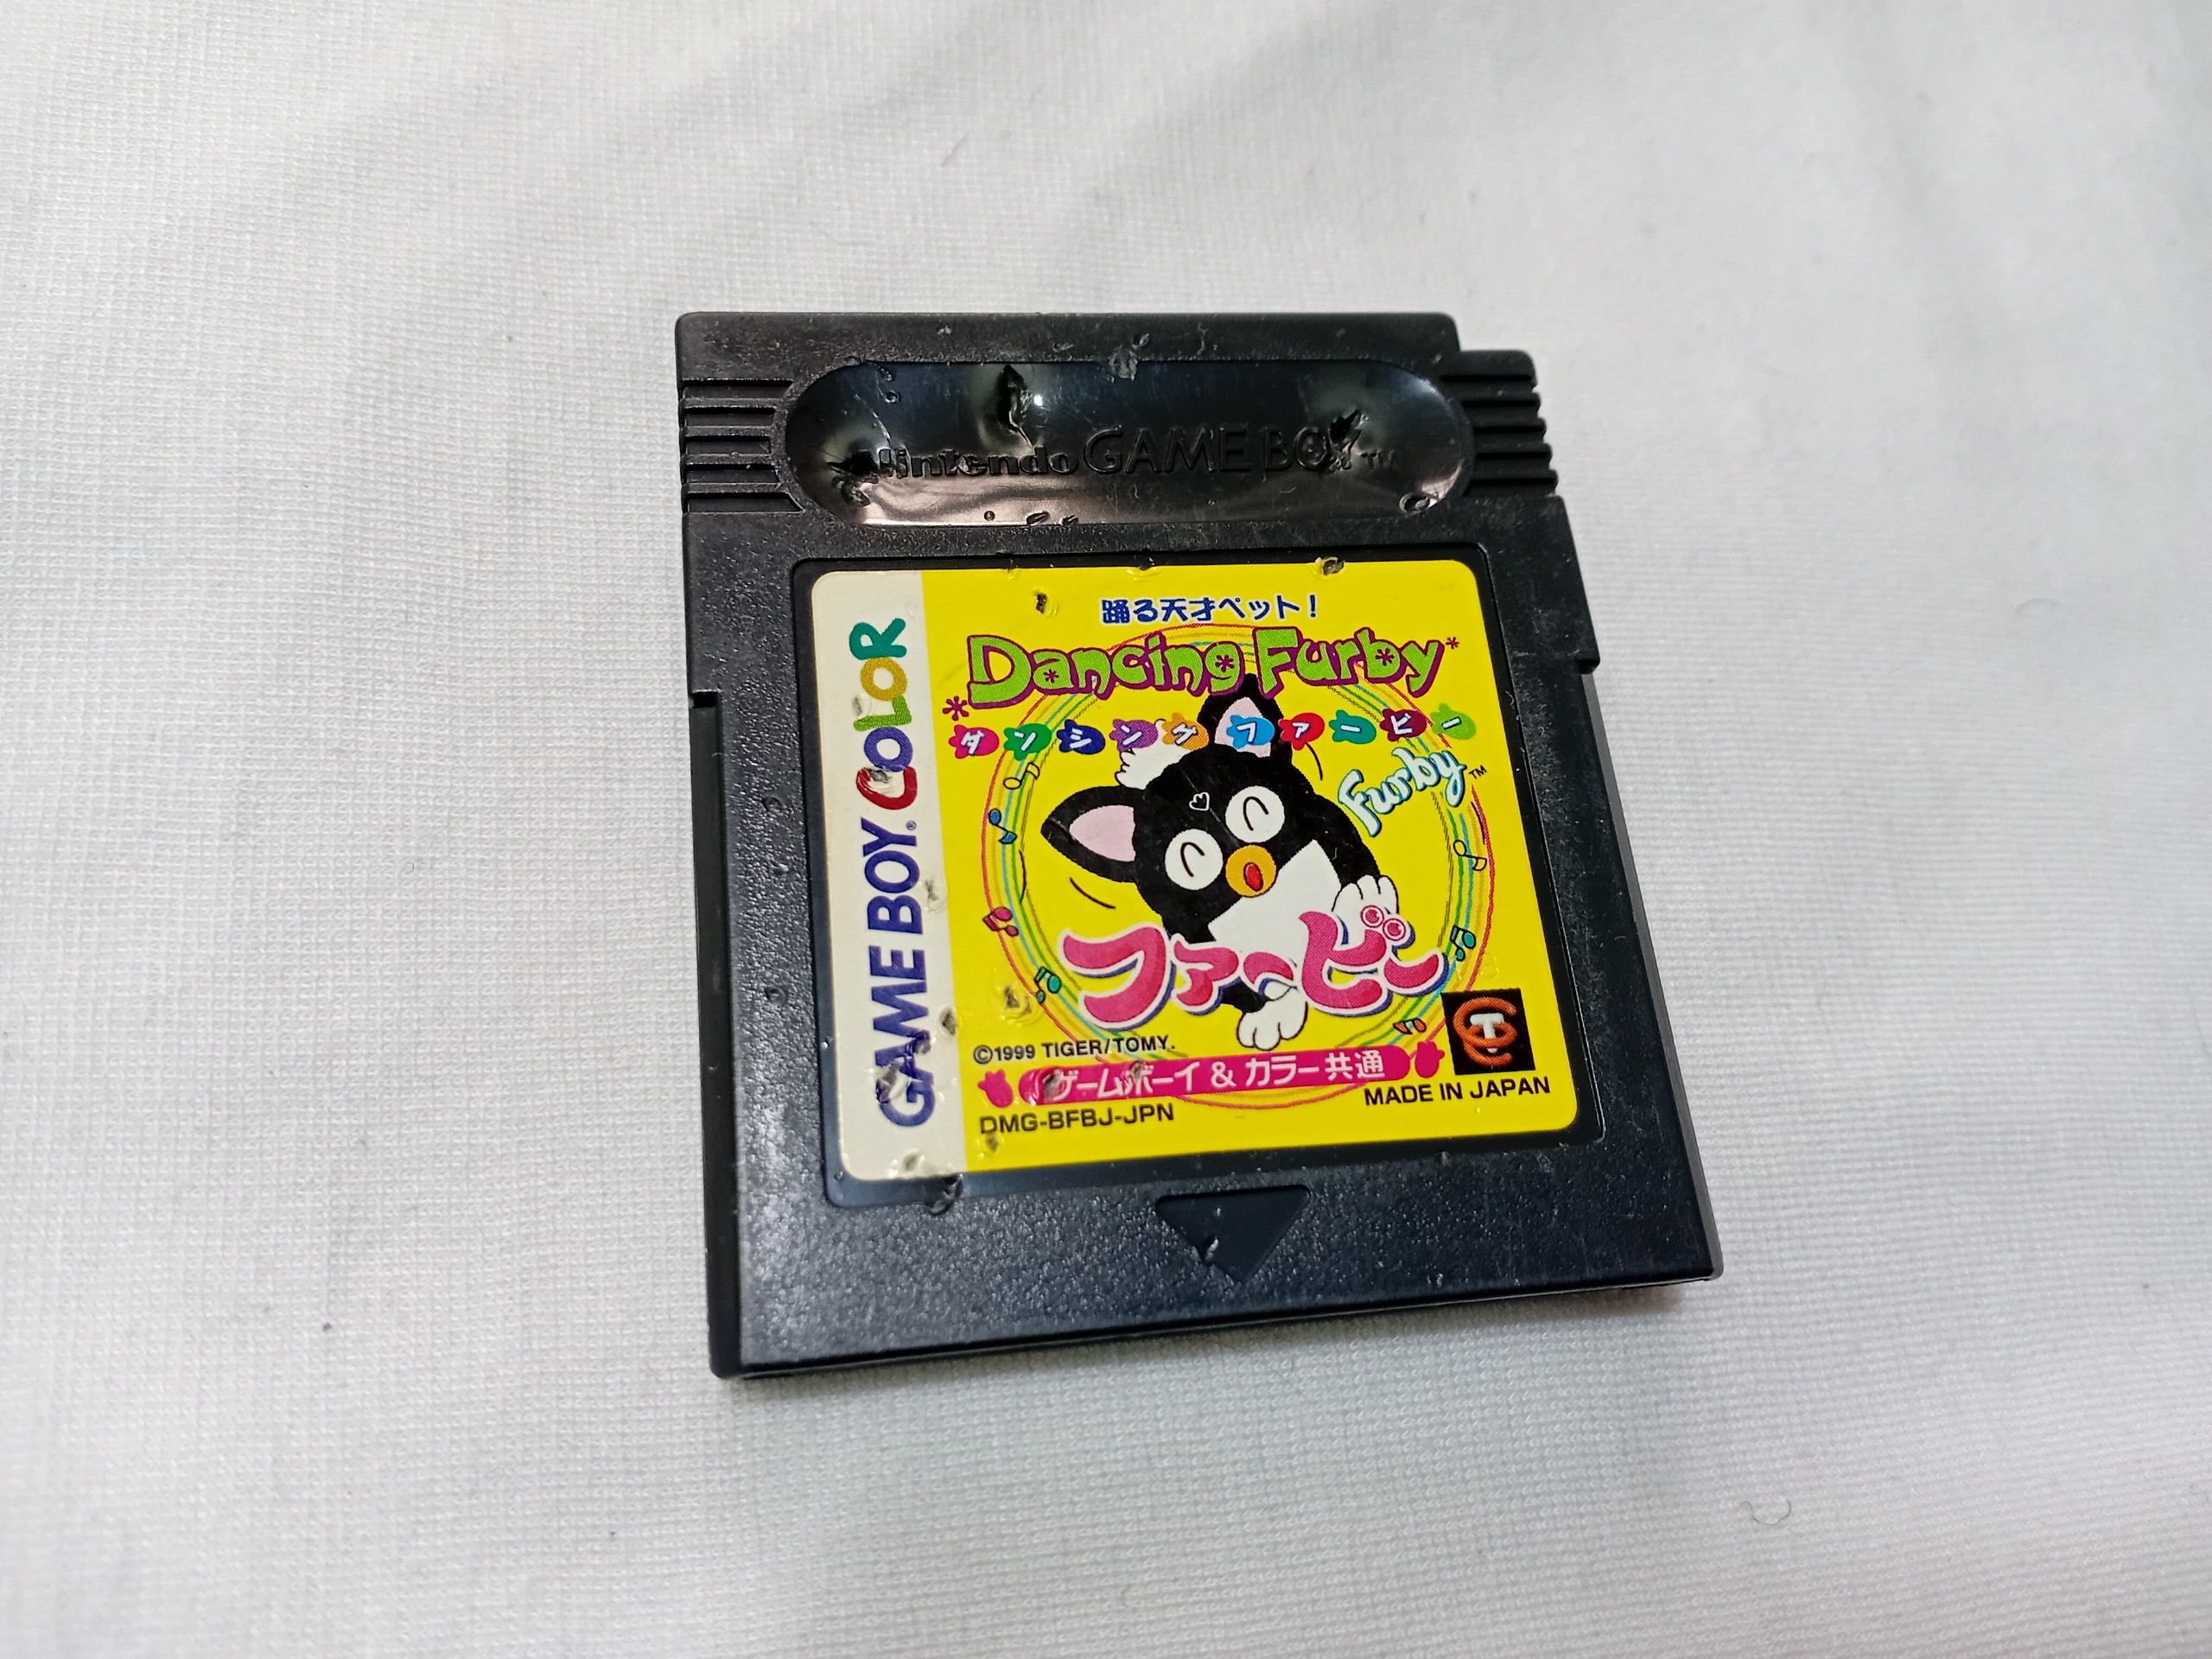 Nintendo GAME BOY TM
GAME BOY® COLOR
踊る天才ペット!
Dancing Furby
ダンシングファービー
Furby™
ファービー
©1999 TIGER/TOMY.
ゲームボーイ & カラー共通
DMG-BFBJ-JPN
MADE IN JAPAN